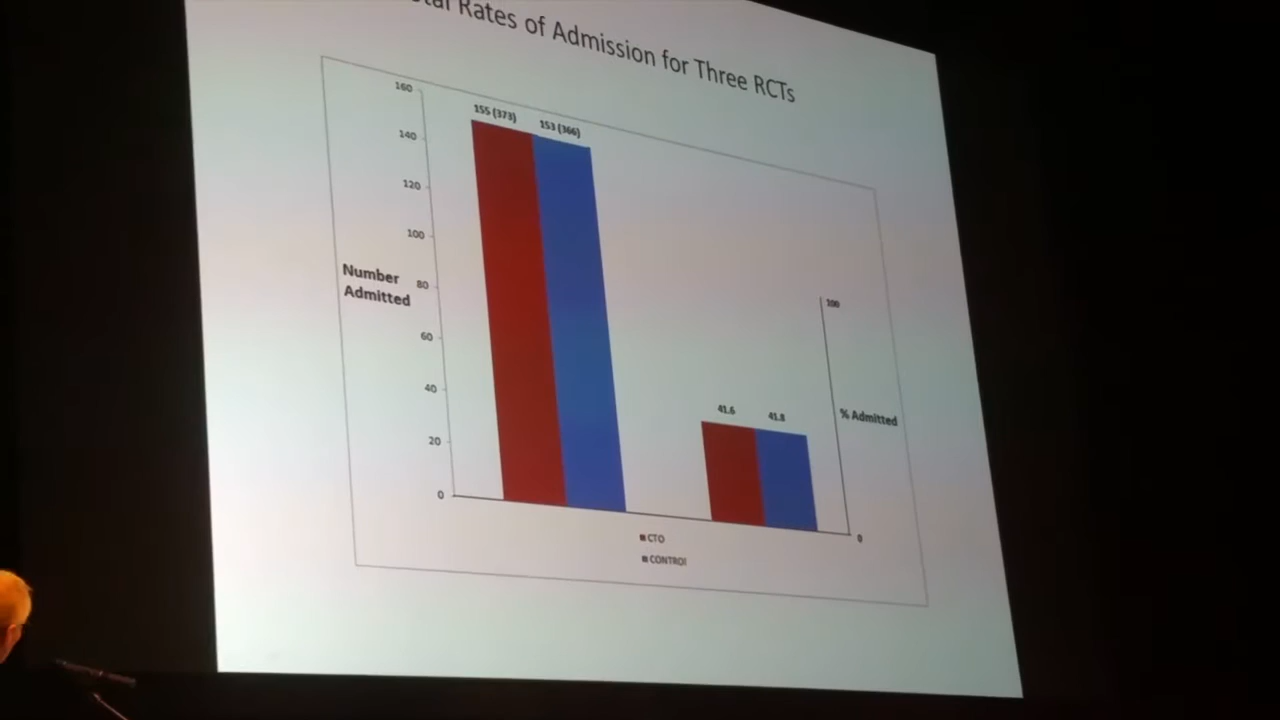 Rates of Admission for Three RCTs
160
155 (373)
153 (366)
140
120
100
Number
Admitted
80
60
40
20
0
100
41.6
41.8
% Admitted
0
CTO
CONTROL